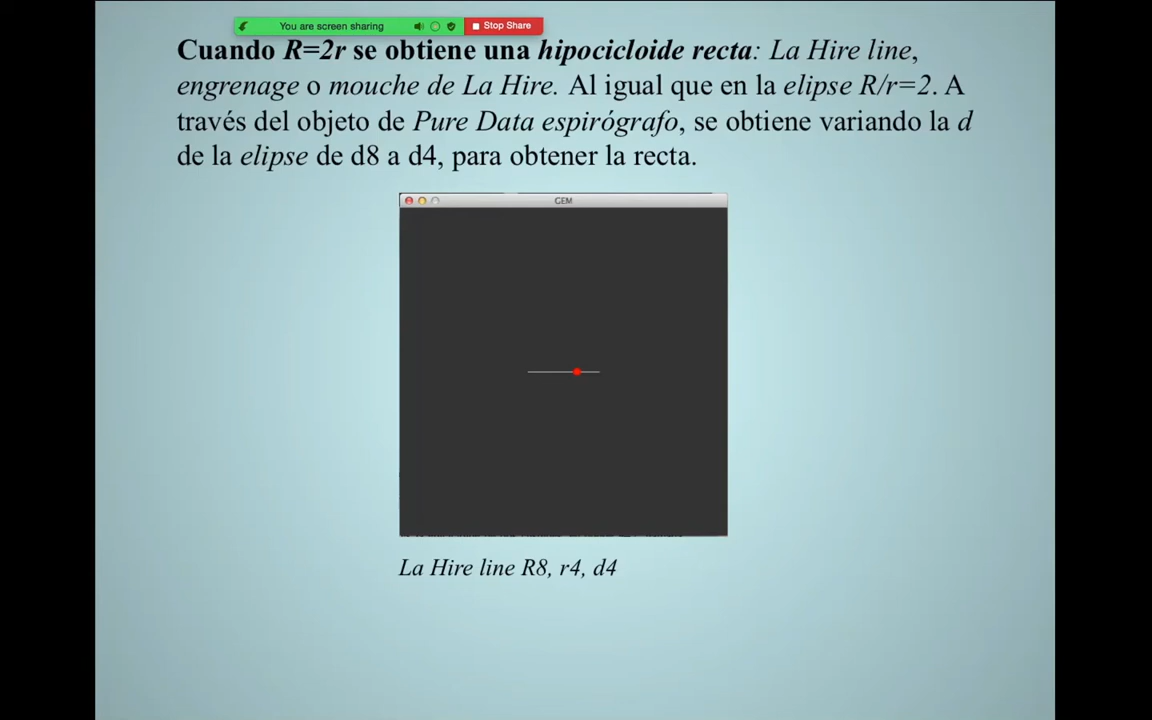 You are screen sharing
Stop Share
Cuando R=2r se obtiene una hipocicloide recta: La Hire line,
engrenage o mouche de La Hire. Al igual que en la elipse R/r=2. A
través del objeto de Pure Data espirógrafo, se obtiene variando la d
de la elipse de d8 a d4, para obtener la recta.
GEM
La Hire line R8, r4, d4